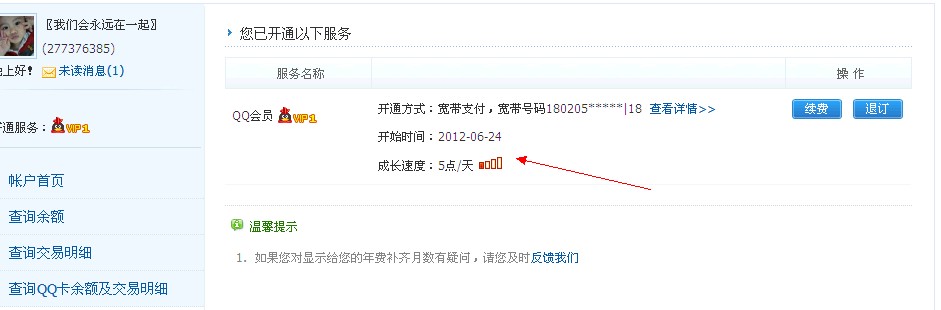 〖我们会永远在一起〗
(277376385)
上好！ 未读消息(1)
开通服务：VIP1
帐户首页
查询余额
查询交易明细
查询QQ卡余额及交易明细
您已开通以下服务
服务名称 操 作
QQ会员 VIP1
开通方式：宽带支付，宽带号码180205*****|18 查看详情>>
续费 退订
开始时间：2012-06-24
成长速度：5点/天
温馨提示
1. 如果您对显示给您的年费补齐月数有疑问，请您及时反馈我们